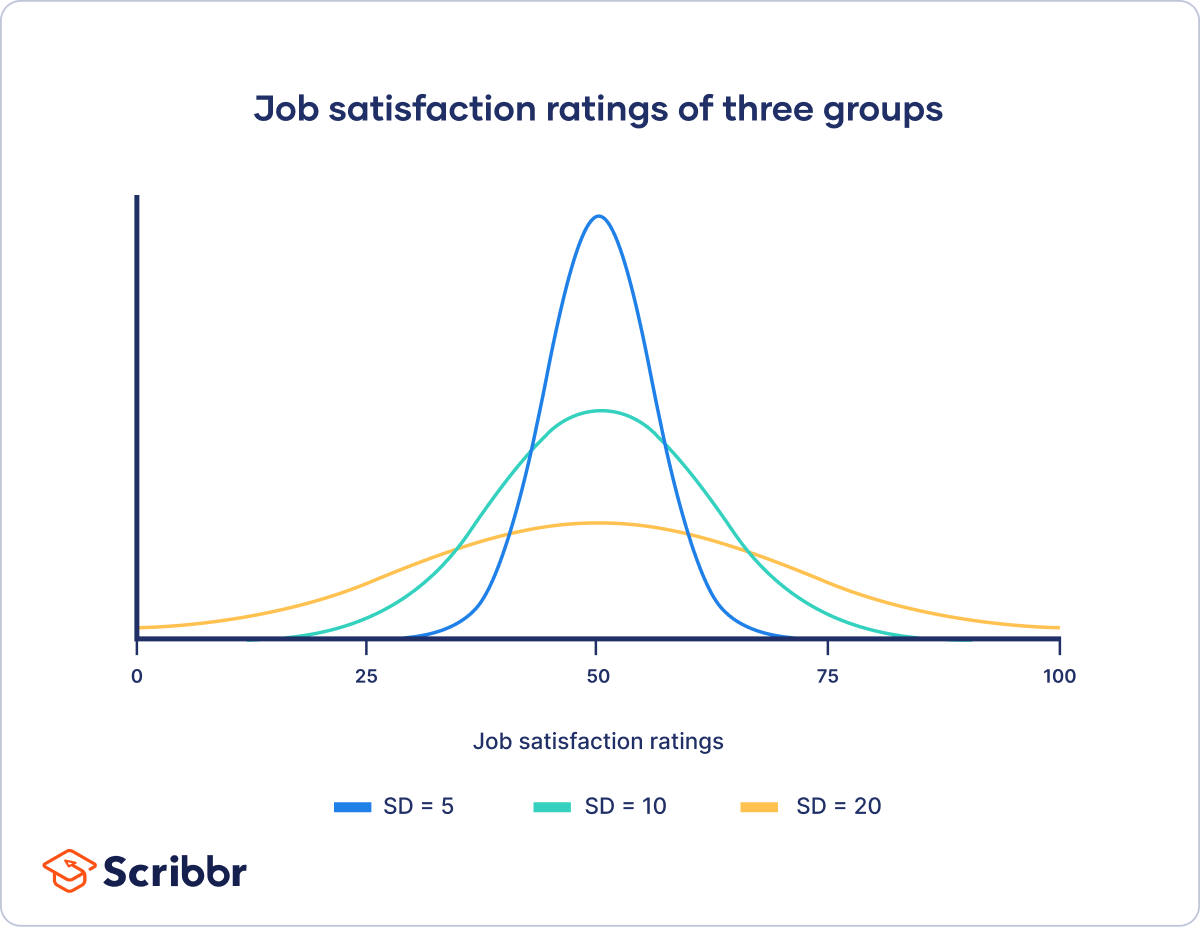 Job satisfaction ratings of three groups
0 25 50 75 100
Job satisfaction ratings
SD = 5 SD = 10 SD = 20
Scribbr